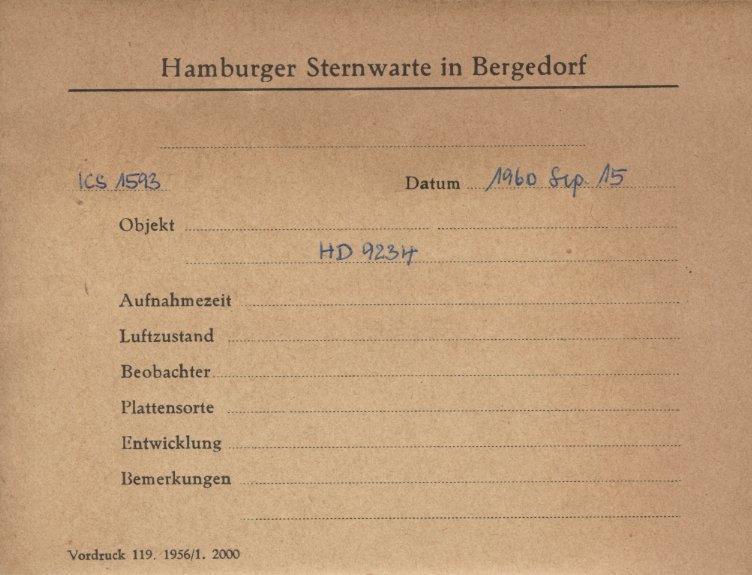 Hamburger Sternwarte in Bergedorf
ICS 1593 Datum 1960 Sep. 15
Objekt
HD 9234
Aufnahmezeit
Luftzustand
Beobachter
Plattensorte
Entwicklung
Bemerkungen
Vordruck 119. 1956/1. 2000